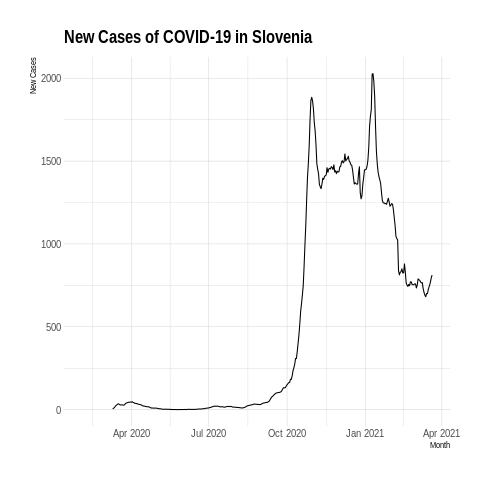 New Cases of COVID-19 in Slovenia
New Cases
2000
1500
1000
500
0
Apr 2020 Jul 2020 Oct 2020 Jan 2021 Apr 2021
Month